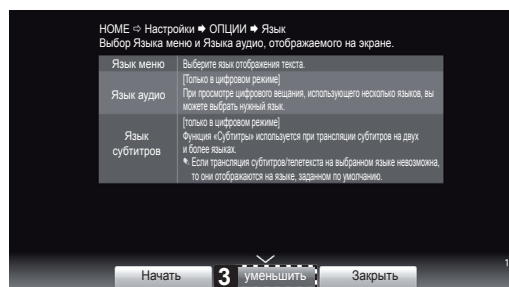 HOME ⇨ Настройки ➡ ОПЦИИ ➡ Язык
Выбор Языка меню и Языка аудио, отображаемого на экране.
Язык меню
Выберите язык отображения текста.
Язык аудио
[Только в цифровом режиме]
При просмотре цифрового вещания, использующего несколько языков, вы
можете выбрать нужный язык.
Язык
субтитров
[только в цифровом режиме]
Функция «Субтитры» используется при трансляции субтитров на двух
и более языках.
Если трансляция субтитров/телетекста на выбранном языке невозможна,
то они отображаются на языке, заданном по умолчанию.
1
Начать
3 уменьшить
Закрыть